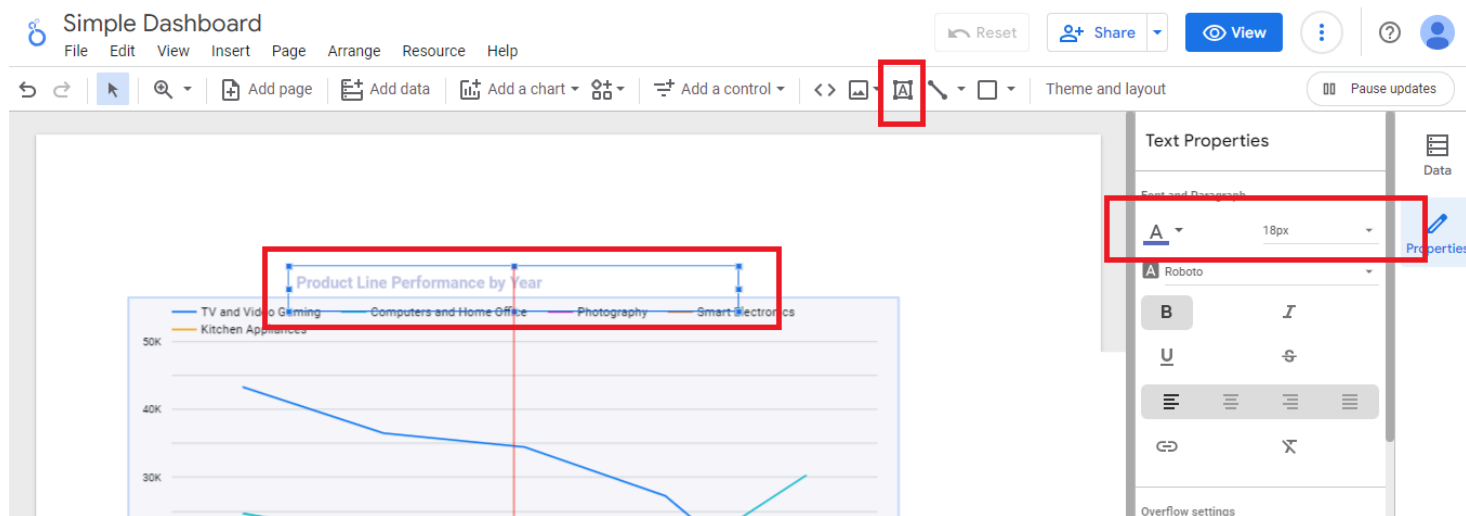 Simple Dashboard
File Edit View Insert Page Arrange Resource Help
Reset
Share
View
Add page
Add data
Add a chart
Add a control
Theme and layout
Pause updates
Text Properties
Data
Font and Paragraph
A
18px
Properties
Product Line Performance by Year
A Roboto
TV and Video Gaming Computers and Home Office Photography Smart Electronics
Kitchen Appliances
B I
50K
U S
40K
30K
Overflow settings